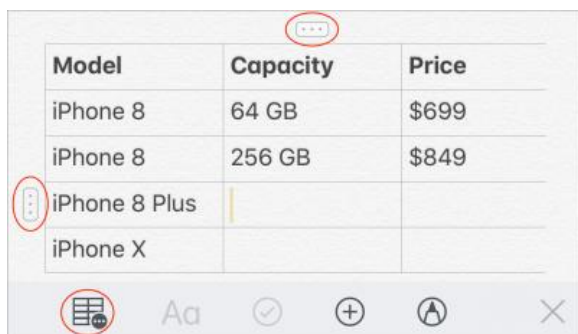 Model Capacity Price
iPhone 8 64 GB $699
iPhone 8 256 GB $849
iPhone 8 Plus
iPhone X
Aa